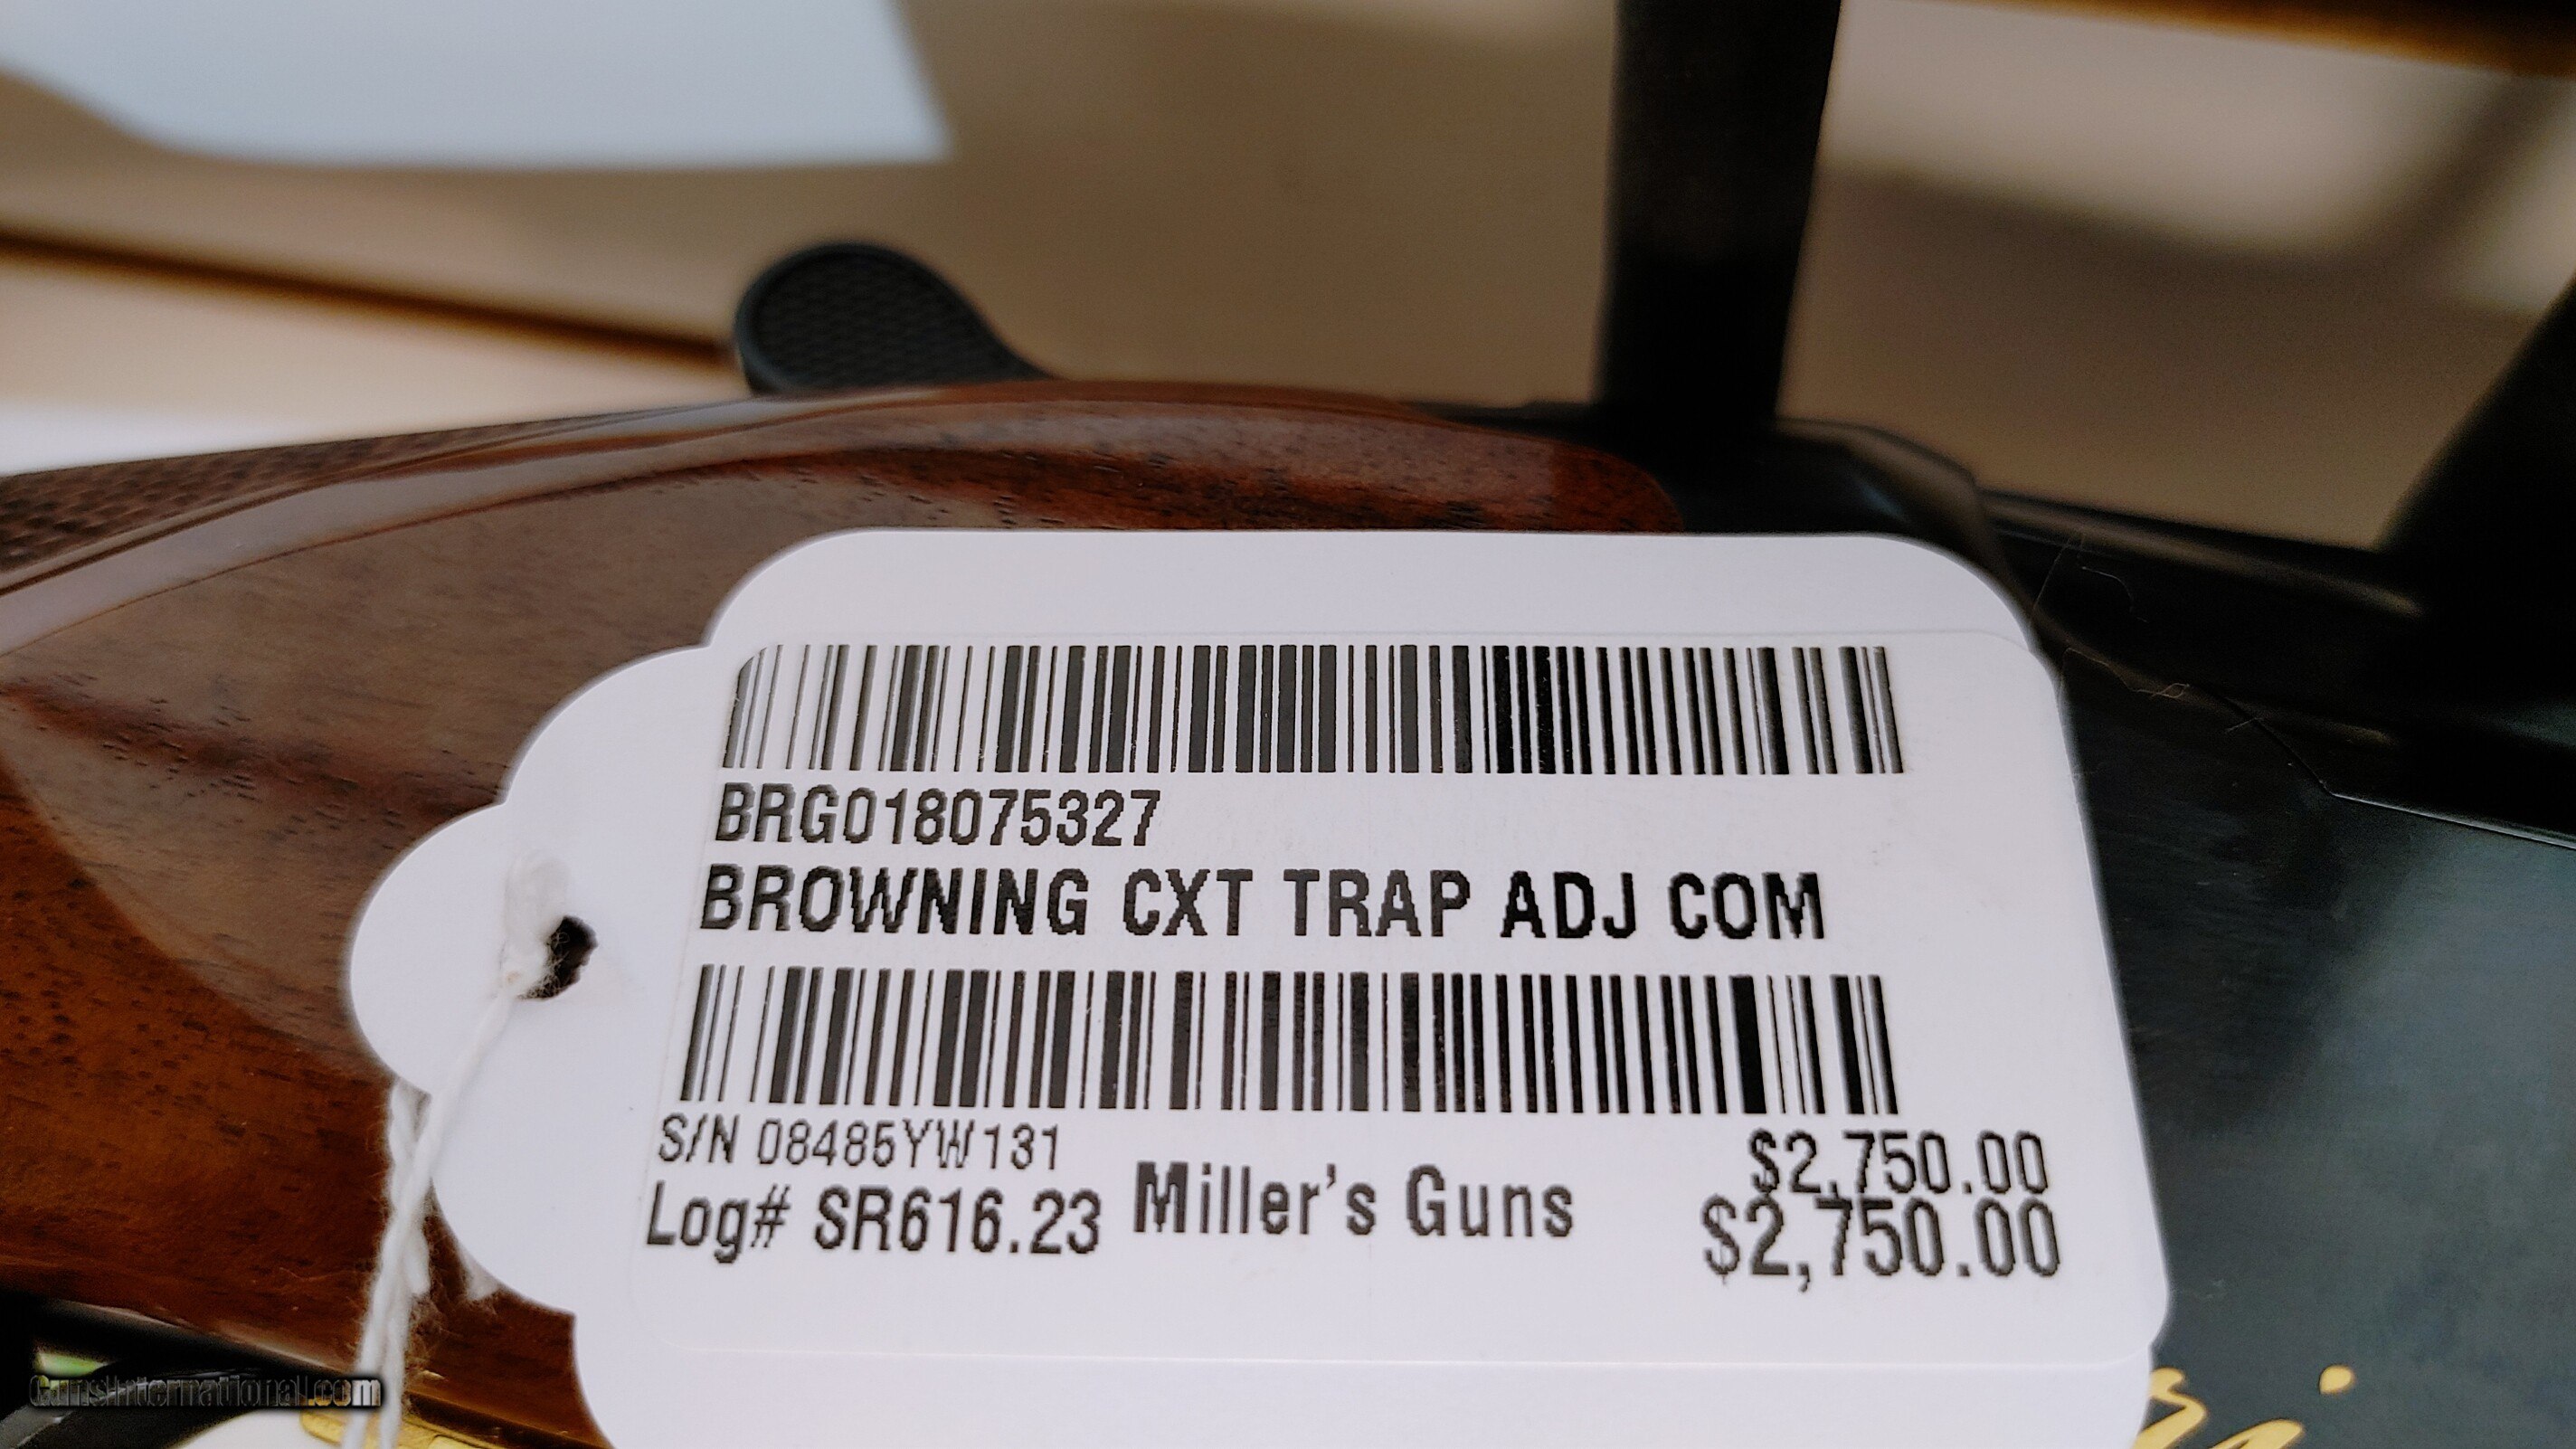 BRG018075327
BROWNING CXT TRAP ADJ COM
S/N 08485YW131
$2,750.00
Log# SR616.23
Miller's Guns
$2,750.00
GunsInternational.com